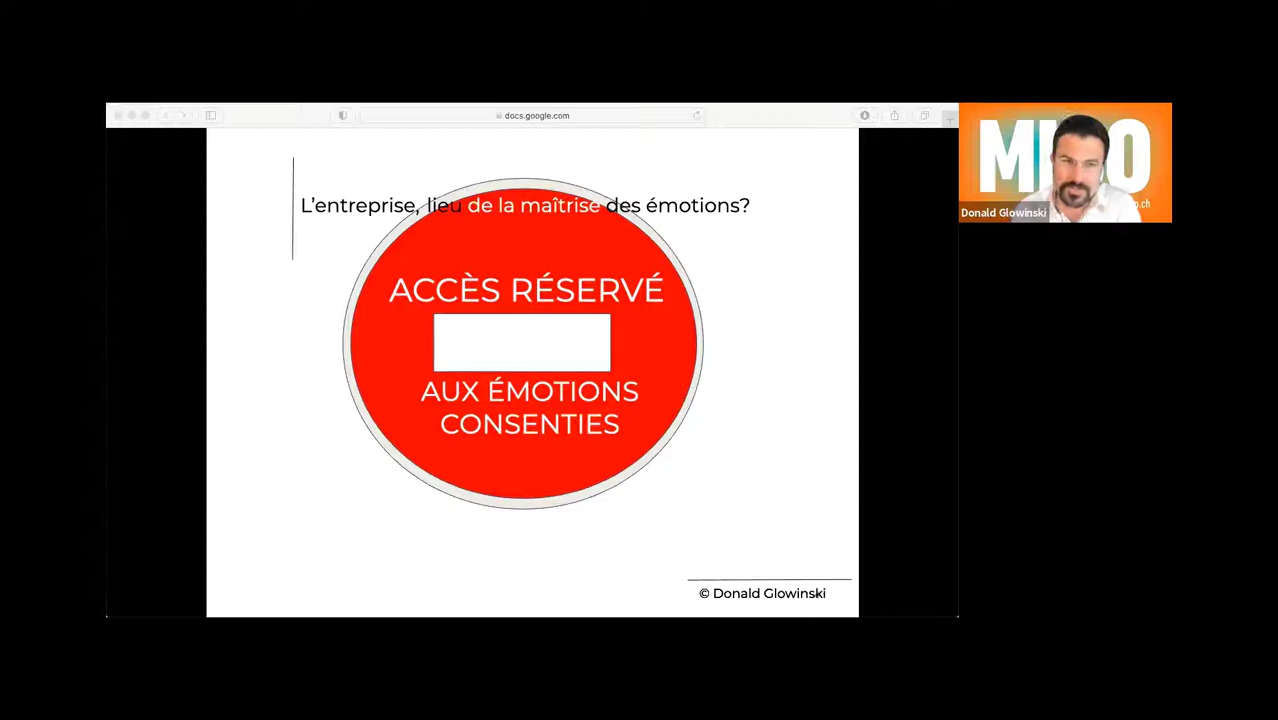 docs.google.com
L'entreprise, lieu de la maîtrise des émotions?
ACCÈS RÉSERVÉ
AUX ÉMOTIONS
CONSENTIES
© Donald Glowinski
Donald Glowinski